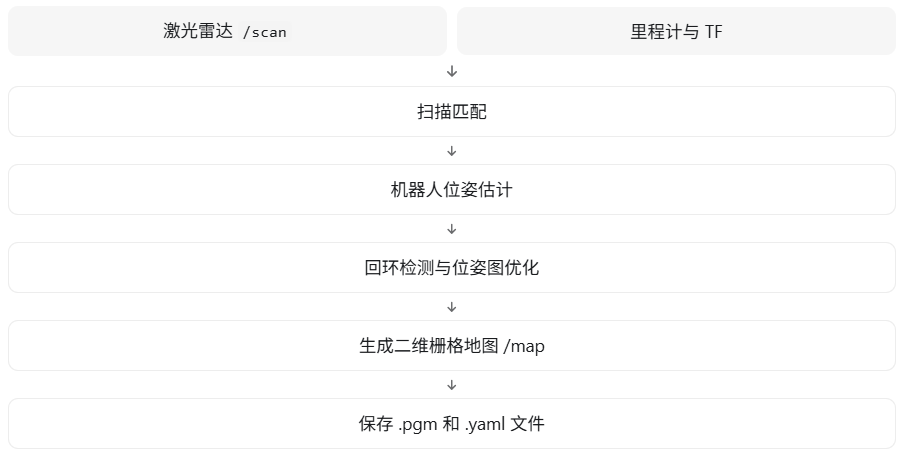 激光雷达 /scan
里程计与 TF
↓
扫描匹配
↓
机器人位姿估计
↓
回环检测与位姿图优化
↓
生成二维栅格地图 /map
↓
保存 .pgm 和 .yaml 文件